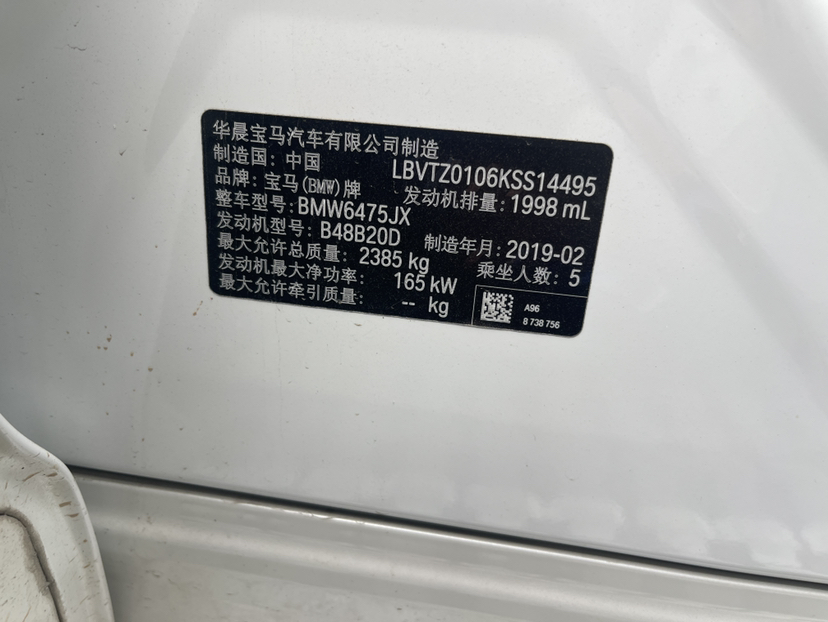 华晨宝马汽车有限公司制造
制造国: 中国 LBVTZ0106KSS14495
品牌: 宝马(BMW)牌 发动机排量: 1998 mL
整车型号: BMW6475JX
发动机型号: B48B20D 制造年月: 2019-02
最大允许总质量: 2385 kg 乘坐人数: 5
发动机最大净功率: 165 kW
最大允许牵引质量: -- kg
A96
8 738 756